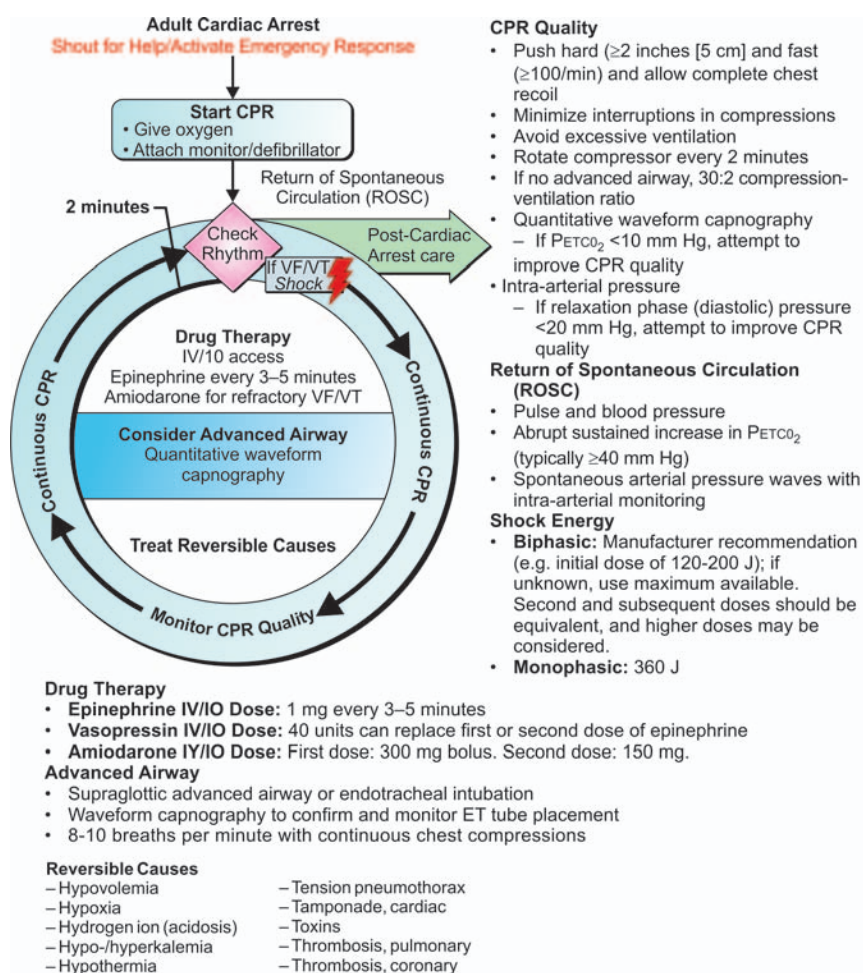 Adult Cardiac Arrest
Shout for Help/Activate Emergency Response
Start CPR
• Give oxygen
• Attach monitor/defibrillator
Return of Spontaneous
Circulation (ROSC)
2 minutes
Check
Rhythm
Post-Cardiac
Arrest care
If VF/VT
Shock
Drug Therapy
IV/10 access
Epinephrine every 3–5 minutes
Amiodarone for refractory VF/VT
Consider Advanced Airway
Quantitative waveform
capnography
Treat Reversible Causes
Continuous CPR
Continuous CPR
Monitor CPR Quality
CPR Quality
• Push hard (≥2 inches [5 cm] and fast
(≥100/min) and allow complete chest
recoil
• Minimize interruptions in compressions
• Avoid excessive ventilation
• Rotate compressor every 2 minutes
• If no advanced airway, 30:2 compression-
ventilation ratio
• Quantitative waveform capnography
– If PETC0₂ <10 mm Hg, attempt to
improve CPR quality
• Intra-arterial pressure
– If relaxation phase (diastolic) pressure
<20 mm Hg, attempt to improve CPR
quality
Return of Spontaneous Circulation
(ROSC)
• Pulse and blood pressure
• Abrupt sustained increase in PETC0₂
(typically ≥40 mm Hg)
• Spontaneous arterial pressure waves with
intra-arterial monitoring
Shock Energy
• Biphasic: Manufacturer recommendation
(e.g. initial dose of 120-200 J); if
unknown, use maximum available.
Second and subsequent doses should be
equivalent, and higher doses may be
considered.
• Monophasic: 360 J
Drug Therapy
• Epinephrine IV/IO Dose: 1 mg every 3–5 minutes
• Vasopressin IV/IO Dose: 40 units can replace first or second dose of epinephrine
• Amiodarone IY/IO Dose: First dose: 300 mg bolus. Second dose: 150 mg.
Advanced Airway
• Supraglottic advanced airway or endotracheal intubation
• Waveform capnography to confirm and monitor ET tube placement
• 8-10 breaths per minute with continuous chest compressions
Reversible Causes
– Hypovolemia
– Hypoxia
– Hydrogen ion (acidosis)
– Hypo-/hyperkalemia
– Hypothermia
– Tension pneumothorax
– Tamponade, cardiac
– Toxins
– Thrombosis, pulmonary
– Thrombosis, coronary